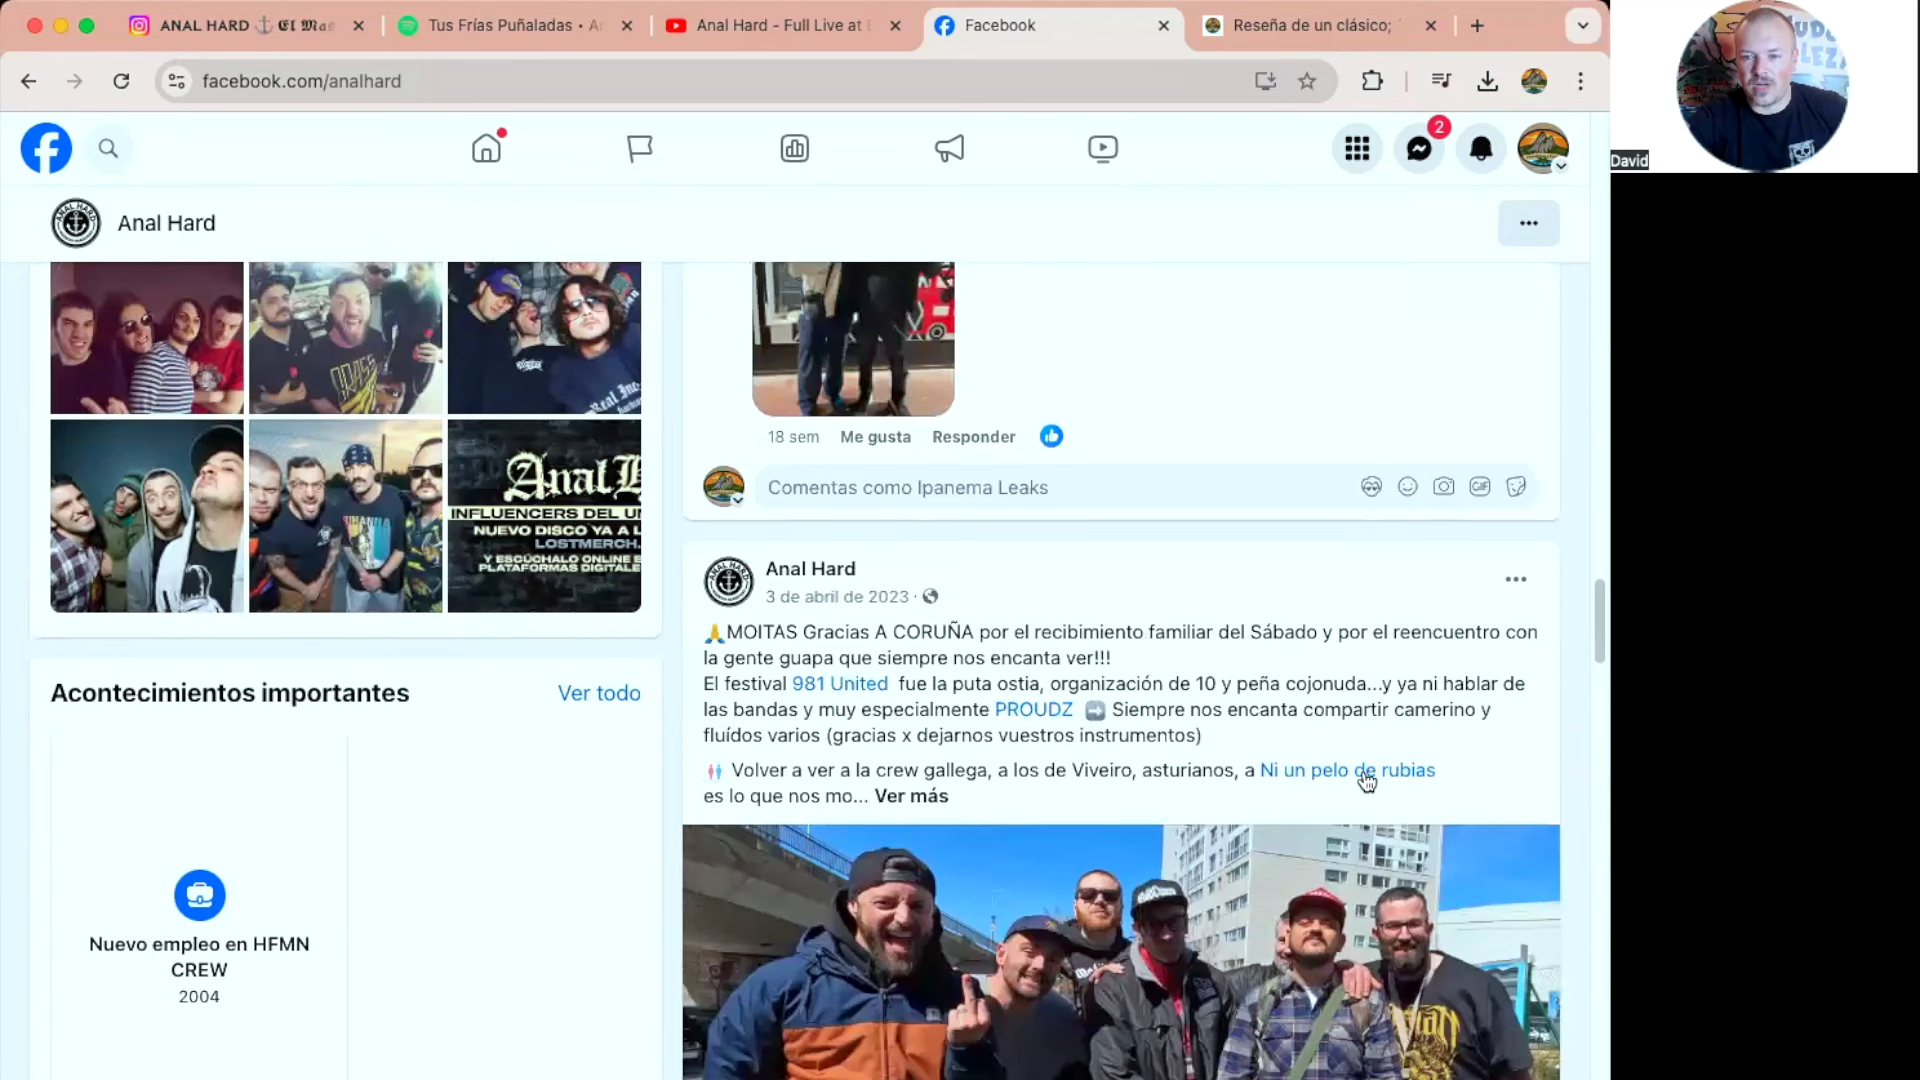 ANAL HARD ⚓ 𝕰𝖑 𝕸𝖆𝖘
Tus Frías Puñaladas • A
Anal Hard - Full Live at
Facebook
Reseña de un clásico;
facebook.com/analhard
2
David
Anal Hard
18 sem Me gusta Responder
Comentas como Ipanema Leaks
GIF
Anal H
INFLUENCERS DEL UN
NUEVO DISCO YA A L
LOSTMERCH.
Y ESCÚCHALO ONLINE E
PLATAFORMAS DIGITALE
Acontecimientos importantes
Ver todo
Nuevo empleo en HFMN
CREW
2004
Anal Hard
3 de abril de 2023 ·
🙏MOITAS Gracias A CORUÑA por el recibimiento familiar del Sábado y por el reencuentro con
la gente guapa que siempre nos encanta ver!!!
El festival 981 United fue la puta ostia, organización de 10 y peña cojonuda...y ya ni hablar de
las bandas y muy especialmente PROUDZ ➡️ Siempre nos encanta compartir camerino y
fluídos varios (gracias x dejarnos vuestros instrumentos)
👫 Volver a ver a la crew gallega, a los de Viveiro, asturianos, a Ni un pelo de rubias
es lo que nos mo... Ver más